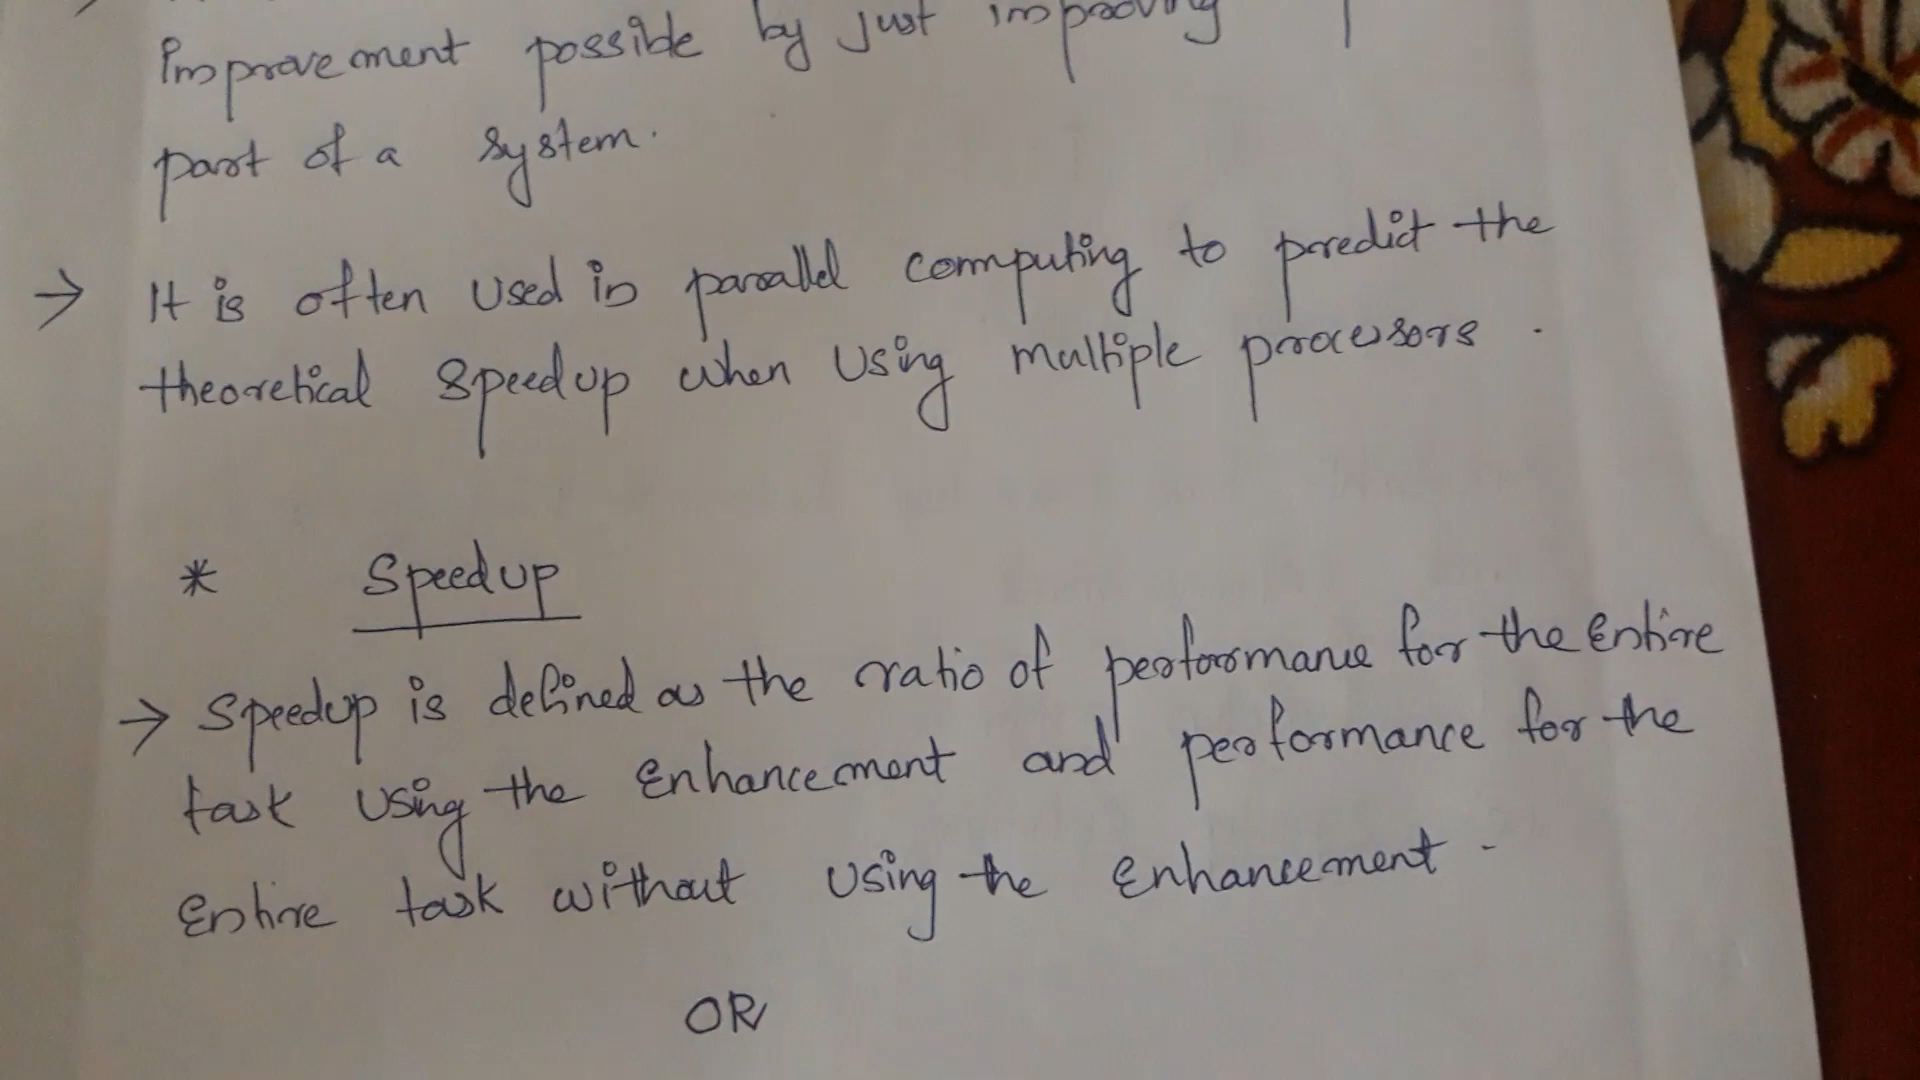 Improvement possible by just improving
part of a system.
→ It is often used in parallel computing to predict the
theoretical speedup when using multiple processors.
* Speedup
→ Speedup is defined as the ratio of performance for the entire
task using the enhancement and performance for the
entire task without using the enhancement.
OR